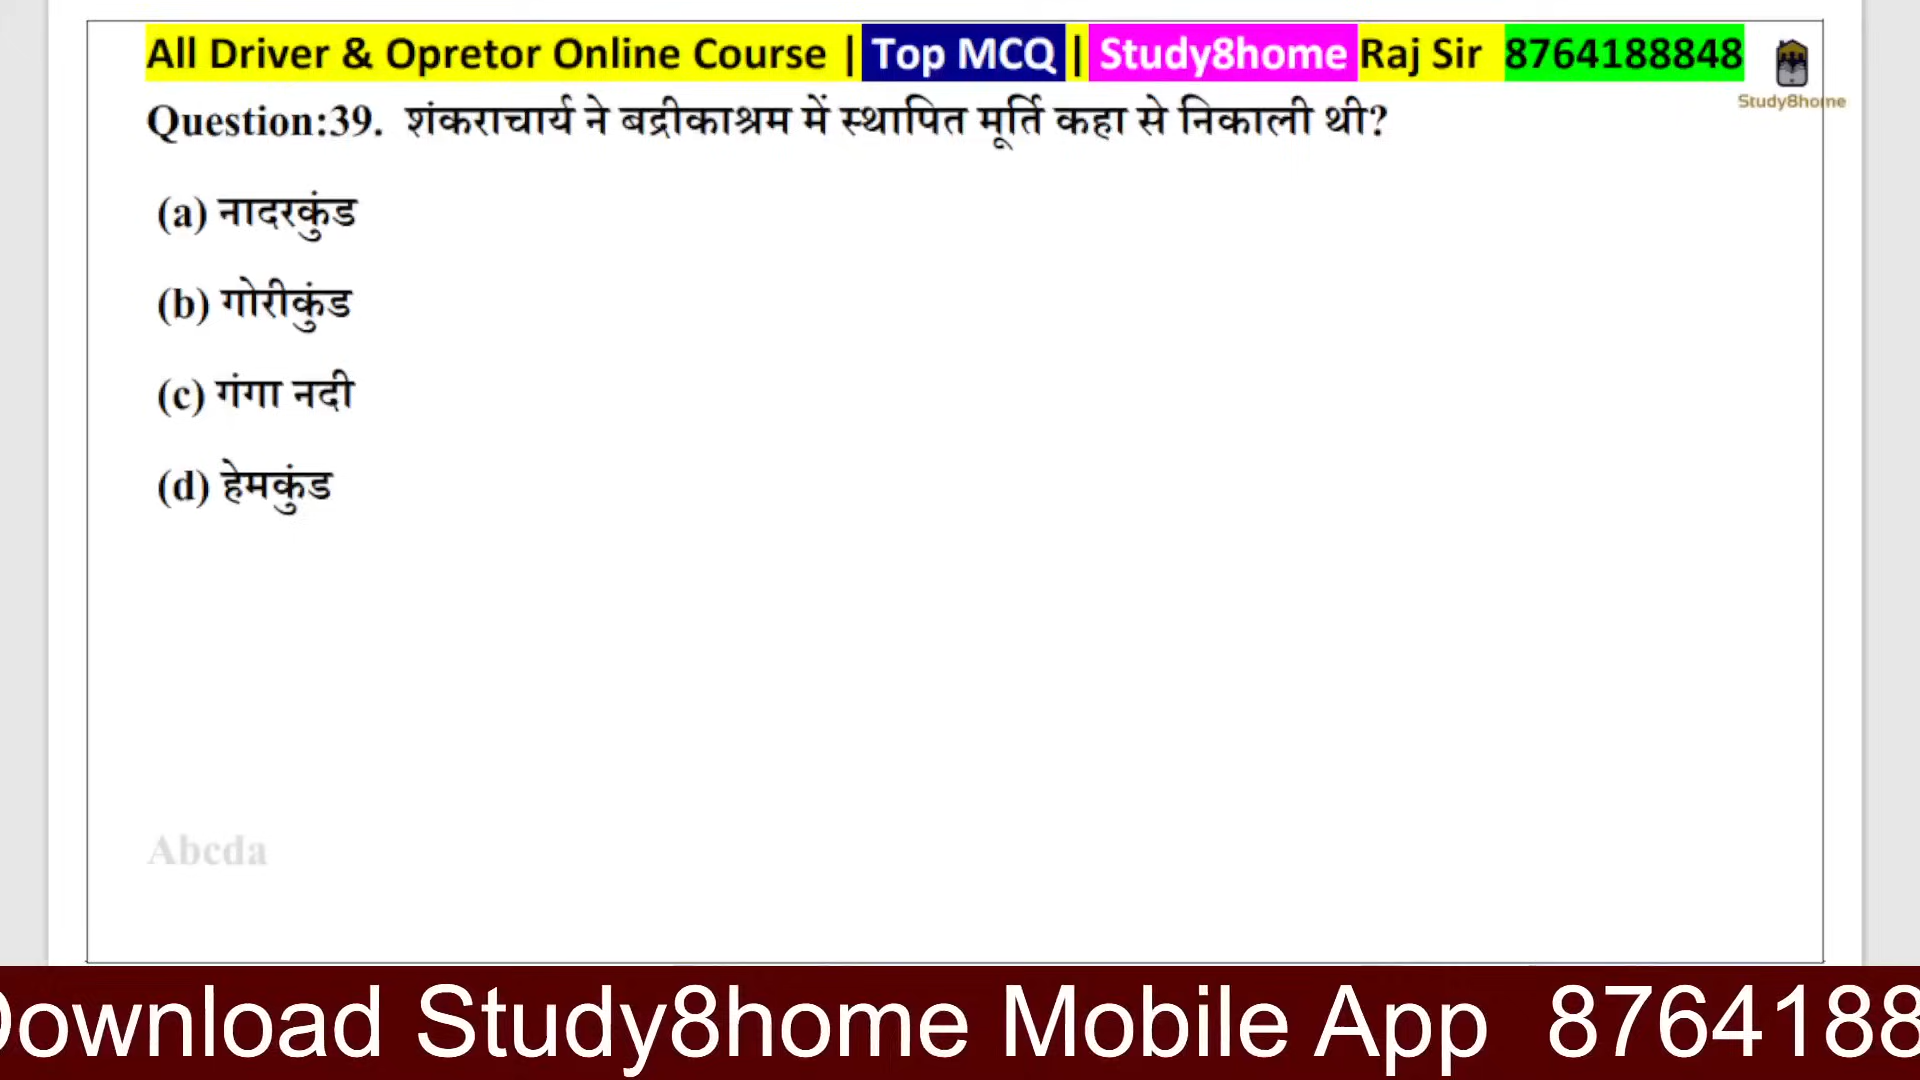 All Driver & Opretor Online Course | Top MCQ | Study8home Raj Sir 8764188848
Study8home
Question:39. शंकराचार्य ने बद्रीकाश्रम में स्थापित मूर्ति कहा से निकाली थी?
(a) नादरकुंड
(b) गोरीकुंड
(c) गंगा नदी
(d) हेमकुंड
Abcda
Download Study8home Mobile App 8764188